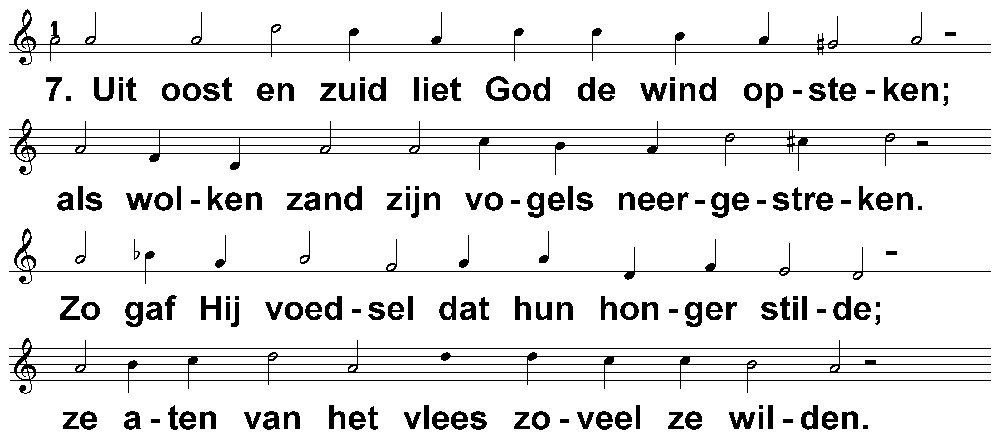 1
7. Uit oost en zuid liet God de wind op - ste - ken;
als wol - ken zand zijn vo - gels neer - ge - stre - ken.
Zo gaf Hij voed - sel dat hun hon - ger stil - de;
ze a - ten van het vlees zo - veel ze wil - den.